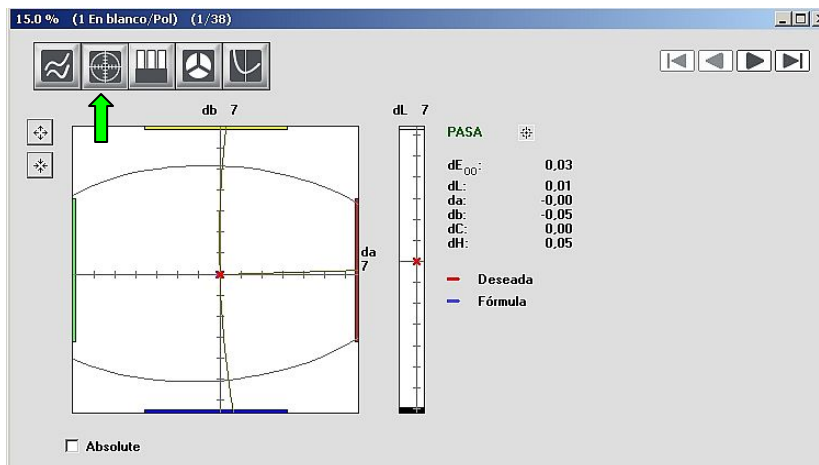 15.0 % (1 En blanco/Pol) (1/38)
db 7
dL 7
PASA
dE00: 0,03
dL: 0,01
da: -0,00
db: -0,05
dC: 0,00
dH: 0,05
da
7
Deseada
Fórmula
Absolute